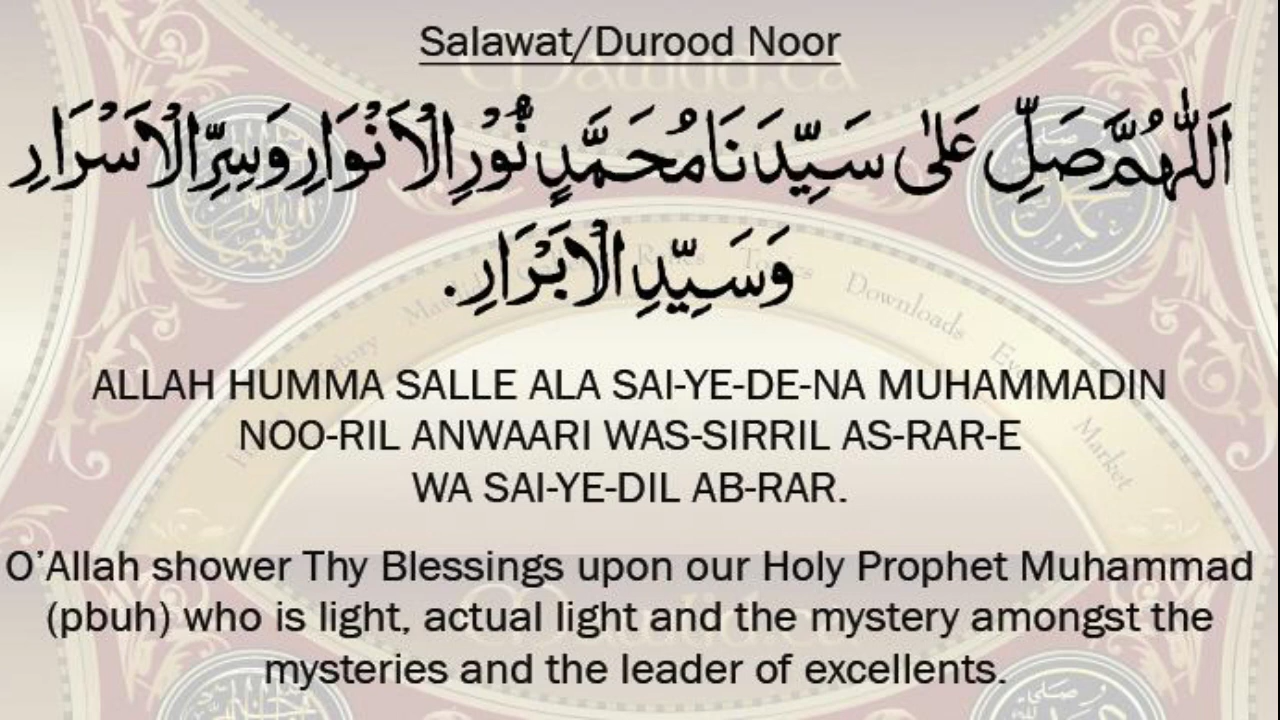 Salawat/Durood Noor
اَللّٰهُمَّ صَلِّ عَلٰى سَيِّدَنَا مُحَمَّدٍ نُّوْرِ الْاَنْوَارِ وَسِرِّ الْاَسْرَارِ
وَسَيِّدِ الْاَبْرَارِ.
ALLAH HUMMA SALLE ALA SAI-YE-DE-NA MUHAMMADIN
NOO-RIL ANWAARI WAS-SIRRIL AS-RAR-E
WA SAI-YE-DIL AB-RAR.
O'Allah shower Thy Blessings upon our Holy Prophet Muhammad
(pbuh) who is light, actual light and the mystery amongst the
mysteries and the leader of excellents.
Downloads
Market